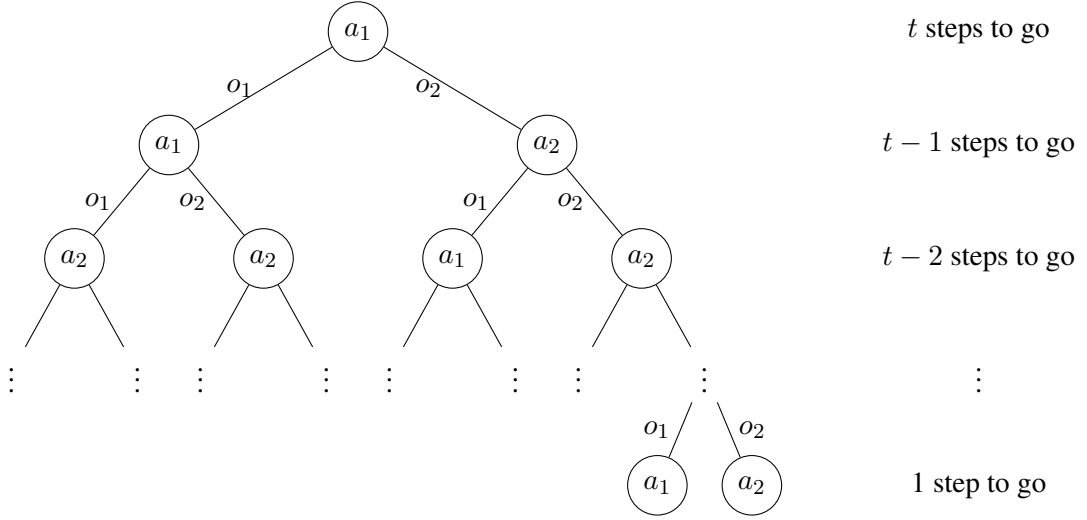 a₁ t steps to go
o₁ o₂
a₁ a₂ t − 1 steps to go
o₁ o₂ o₁ o₂
a₂ a₂ a₁ a₂ t − 2 steps to go
⋮ ⋮ ⋮ ⋮ ⋮ ⋮ ⋮ ⋮ ⋮
o₁ o₂
a₁ a₂ 1 step to go